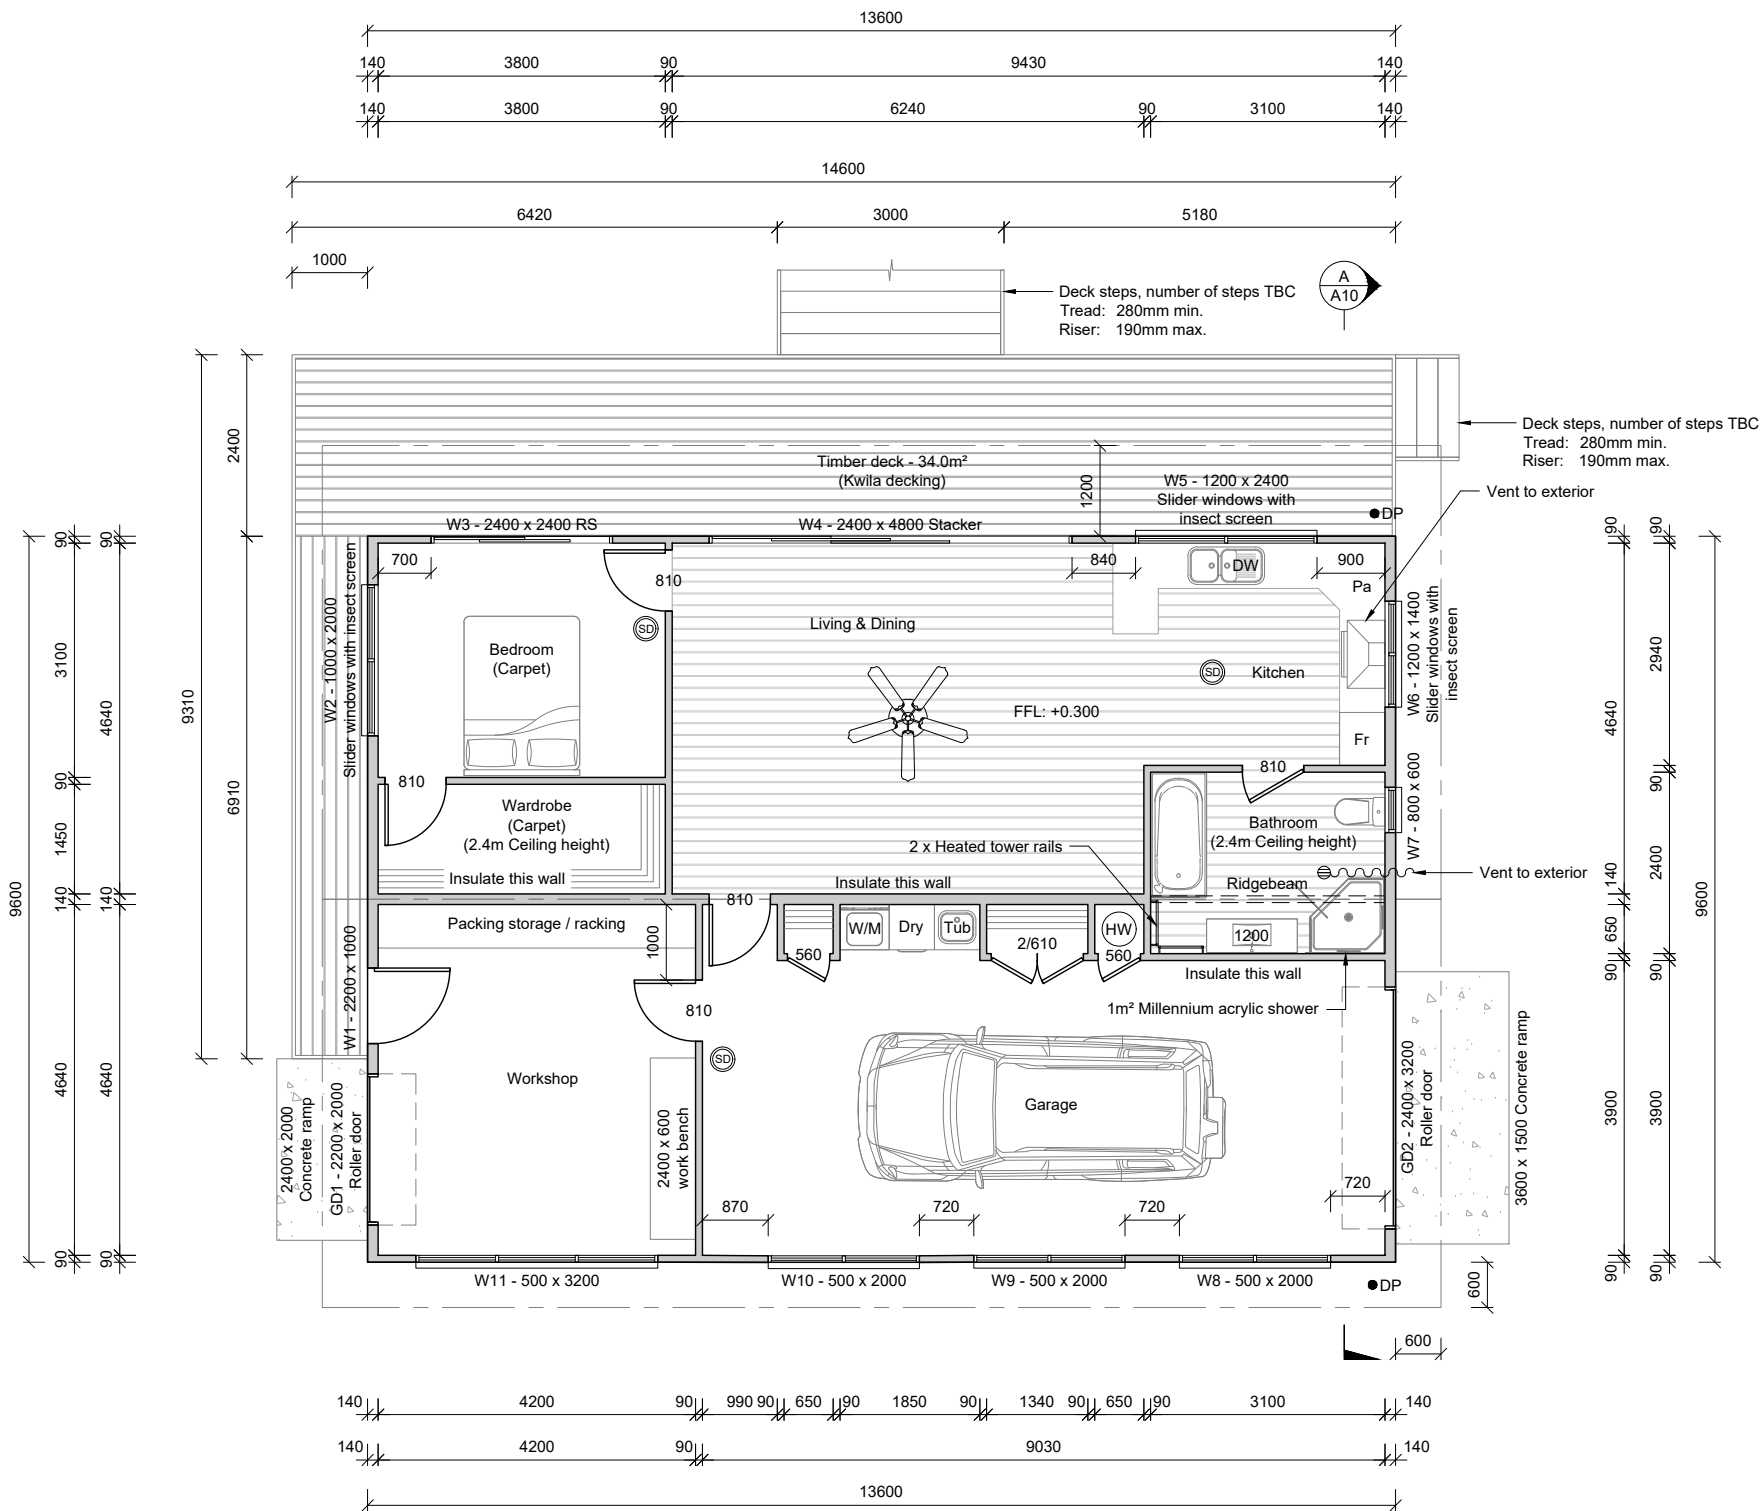 13600
140 3800 90 9430 140
140 3800 90 6240 90 3100 140
14600
6420 3000 5180
1000
A
A10
Deck steps, number of steps TBC
Tread: 280mm min.
Riser: 190mm max.
Deck steps, number of steps TBC
Tread: 280mm min.
Riser: 190mm max.
Timber deck - 34.0m²
(Kwila decking)
1200
W5 - 1200 x 2400
Slider windows with
insect screen
Vent to exterior
DP
W3 - 2400 x 2400 RS
W4 - 2400 x 4800 Stacker
700
810
840
DW
900
Pa
Living & Dining
SD
Bedroom
(Carpet)
SD
Kitchen
FFL: +0.300
Fr
W2 - 1000 x 2000
Slider windows with insect screen
W6 - 1200 x 1400
Slider windows with
insect screen
810
810
Wardrobe
(Carpet)
(2.4m Ceiling height)
Bathroom
(2.4m Ceiling height)
W7 - 800 x 600
2 x Heated tower rails
Vent to exterior
Insulate this wall
Insulate this wall
Ridgebeam
810
Packing storage / racking
1000
W/M
Dry
Tub
HW
1200
560
2/610
560
Insulate this wall
W1 - 2200 x 1000
810
1m² Millennium acrylic shower
SD
Workshop
Garage
2400 x 600
work bench
2400 x 2000
Concrete ramp
GD1 - 2200 x 2000
Roller door
GD2 - 2400 x 3200
Roller door
3600 x 1500 Concrete ramp
870
720
720
720
W11 - 500 x 3200
W10 - 500 x 2000
W9 - 500 x 2000
W8 - 500 x 2000
DP
600
600
9600
90
3100
90
1450
140
4640
90
90
4640
140
4640
90
9310
2400
6910
90
4640
140
650
90
3900
90
90
2940
90
2400
90
3900
90
9600
140 4200 90 990 90 650 90 1850 90 1340 90 650 90 3100 140
140 4200 90 9030 140
13600